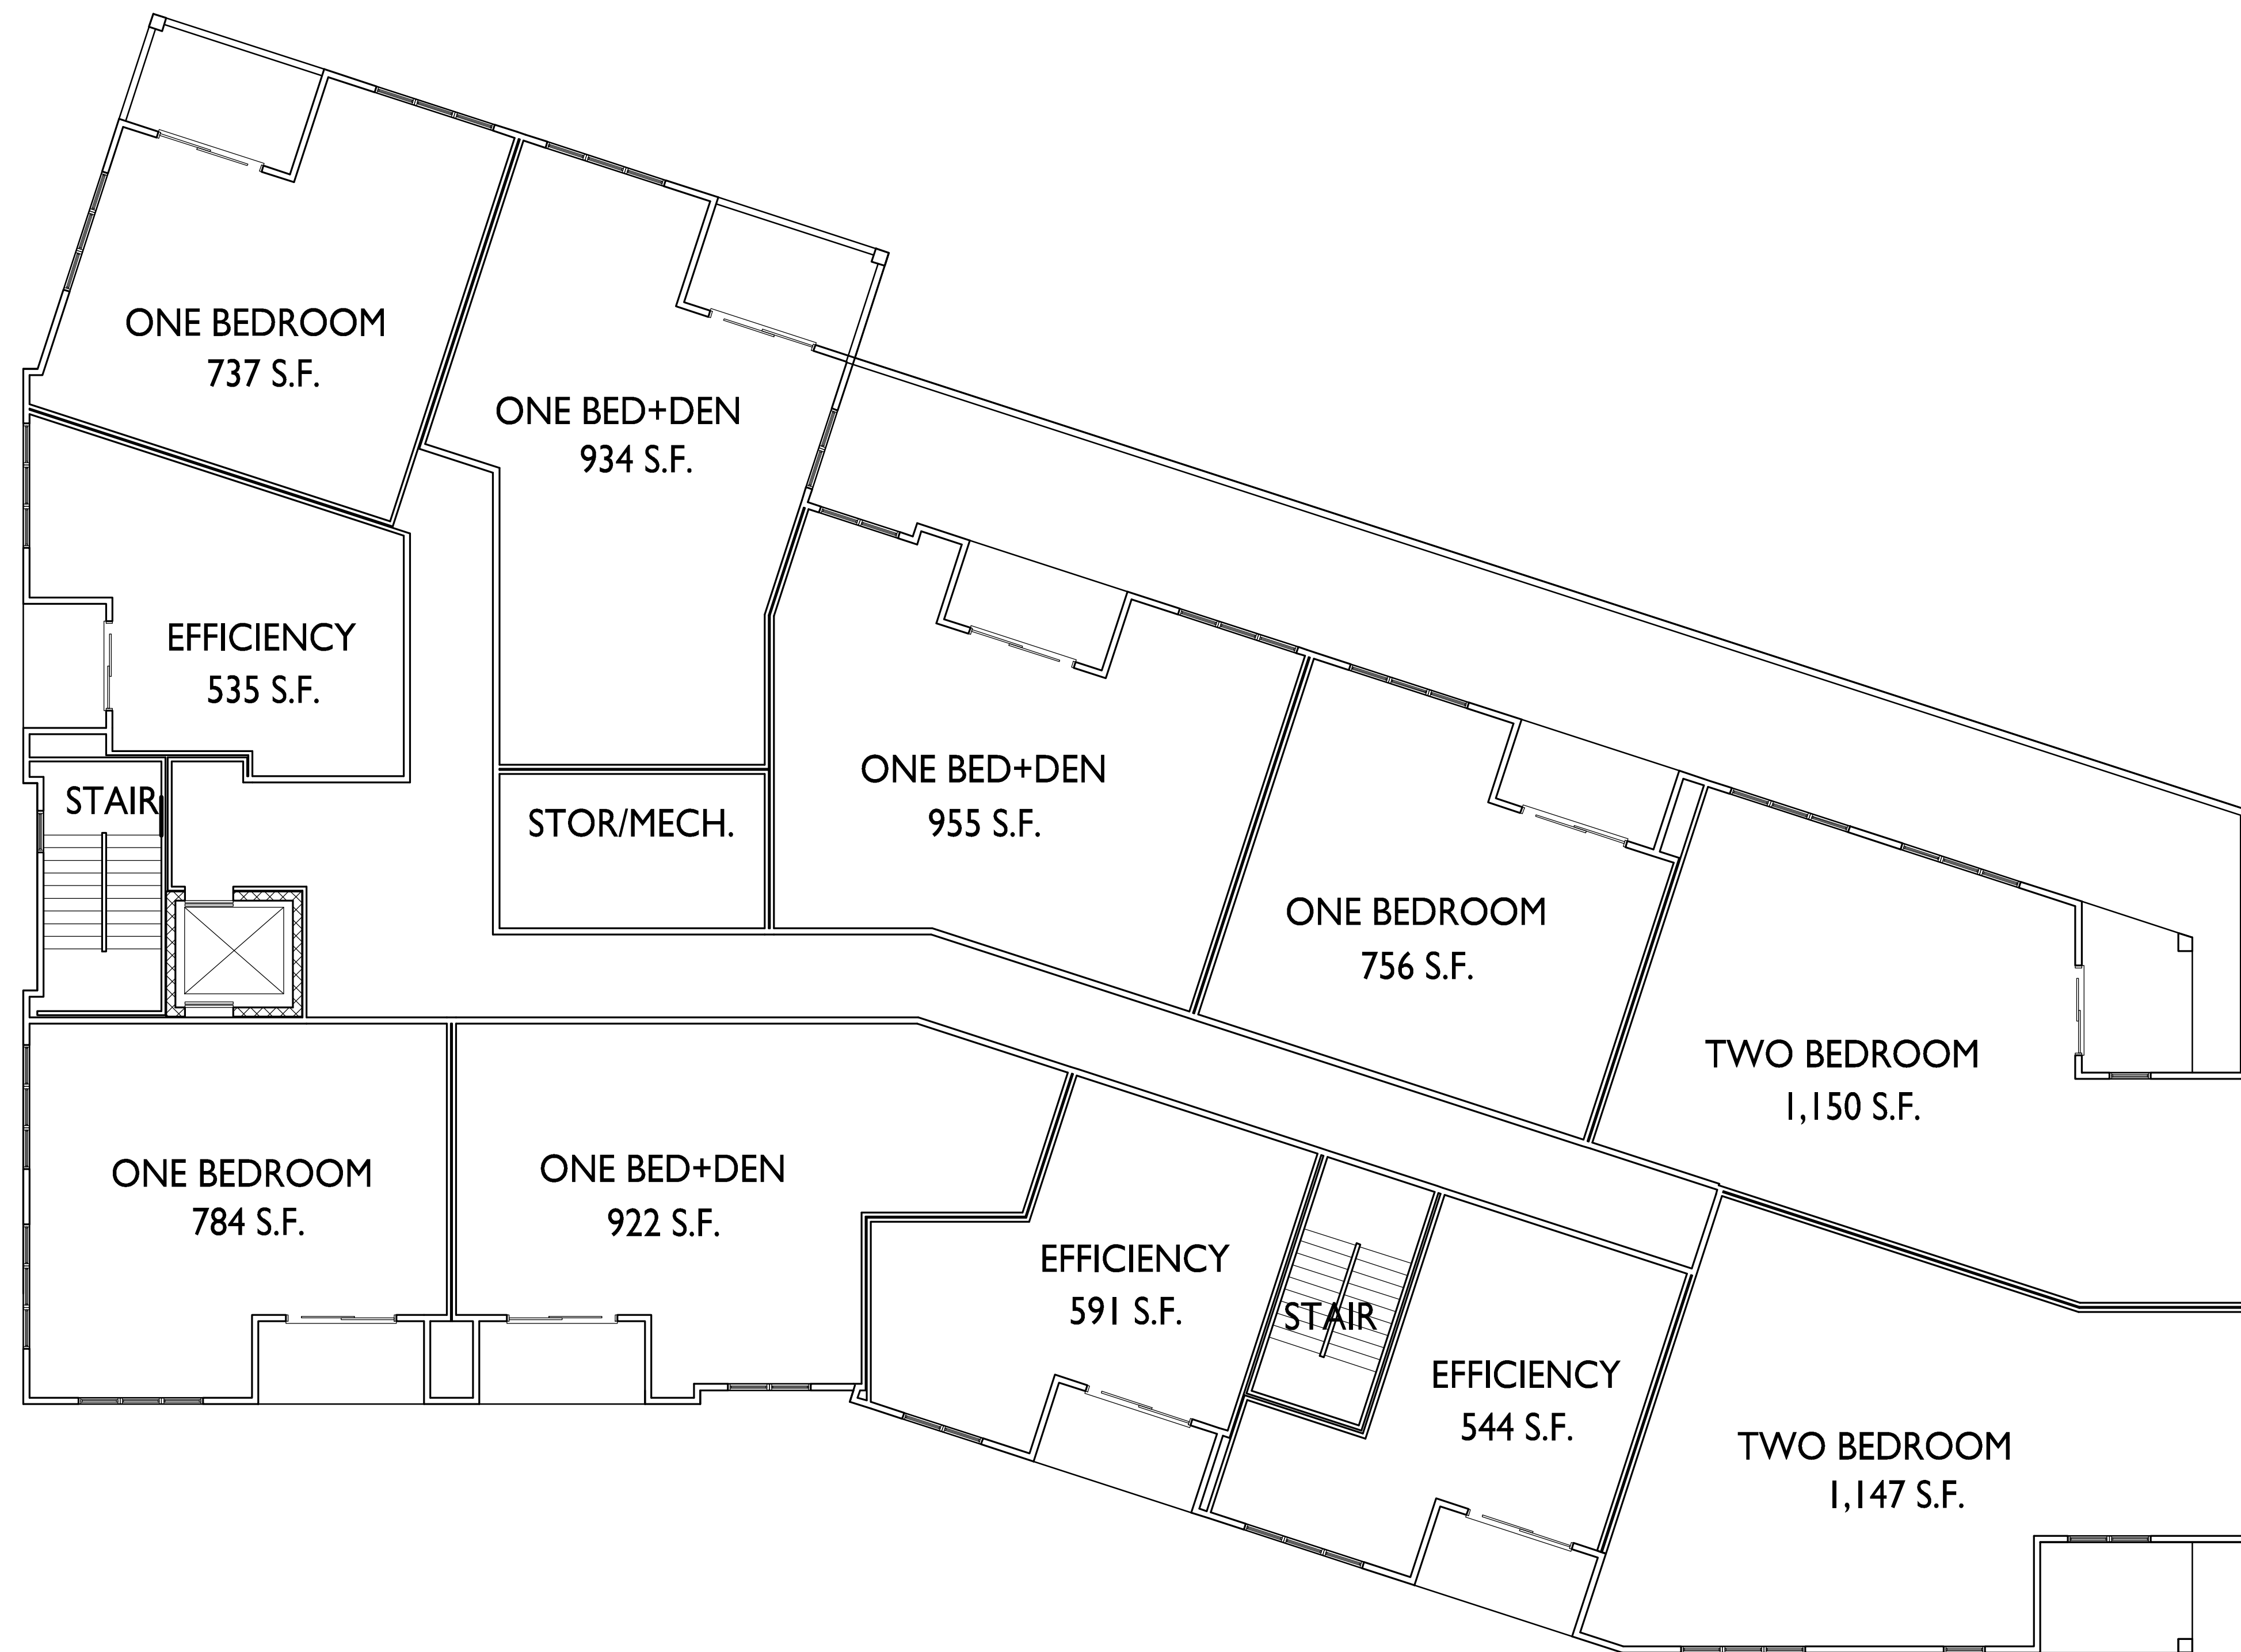 ONE BEDROOM
737 S.F.
ONE BED+DEN
934 S.F.
EFFICIENCY
535 S.F.
STAIR
STOR/MECH.
ONE BED+DEN
955 S.F.
ONE BEDROOM
756 S.F.
TWO BEDROOM
1,150 S.F.
ONE BEDROOM
784 S.F.
ONE BED+DEN
922 S.F.
EFFICIENCY
591 S.F.
STAIR
EFFICIENCY
544 S.F.
TWO BEDROOM
1,147 S.F.